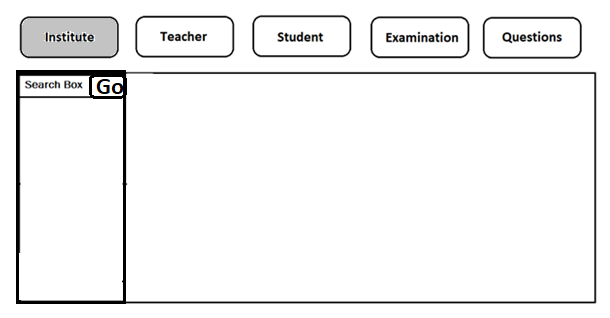 Institute Teacher Student Examination Questions
Search Box Go